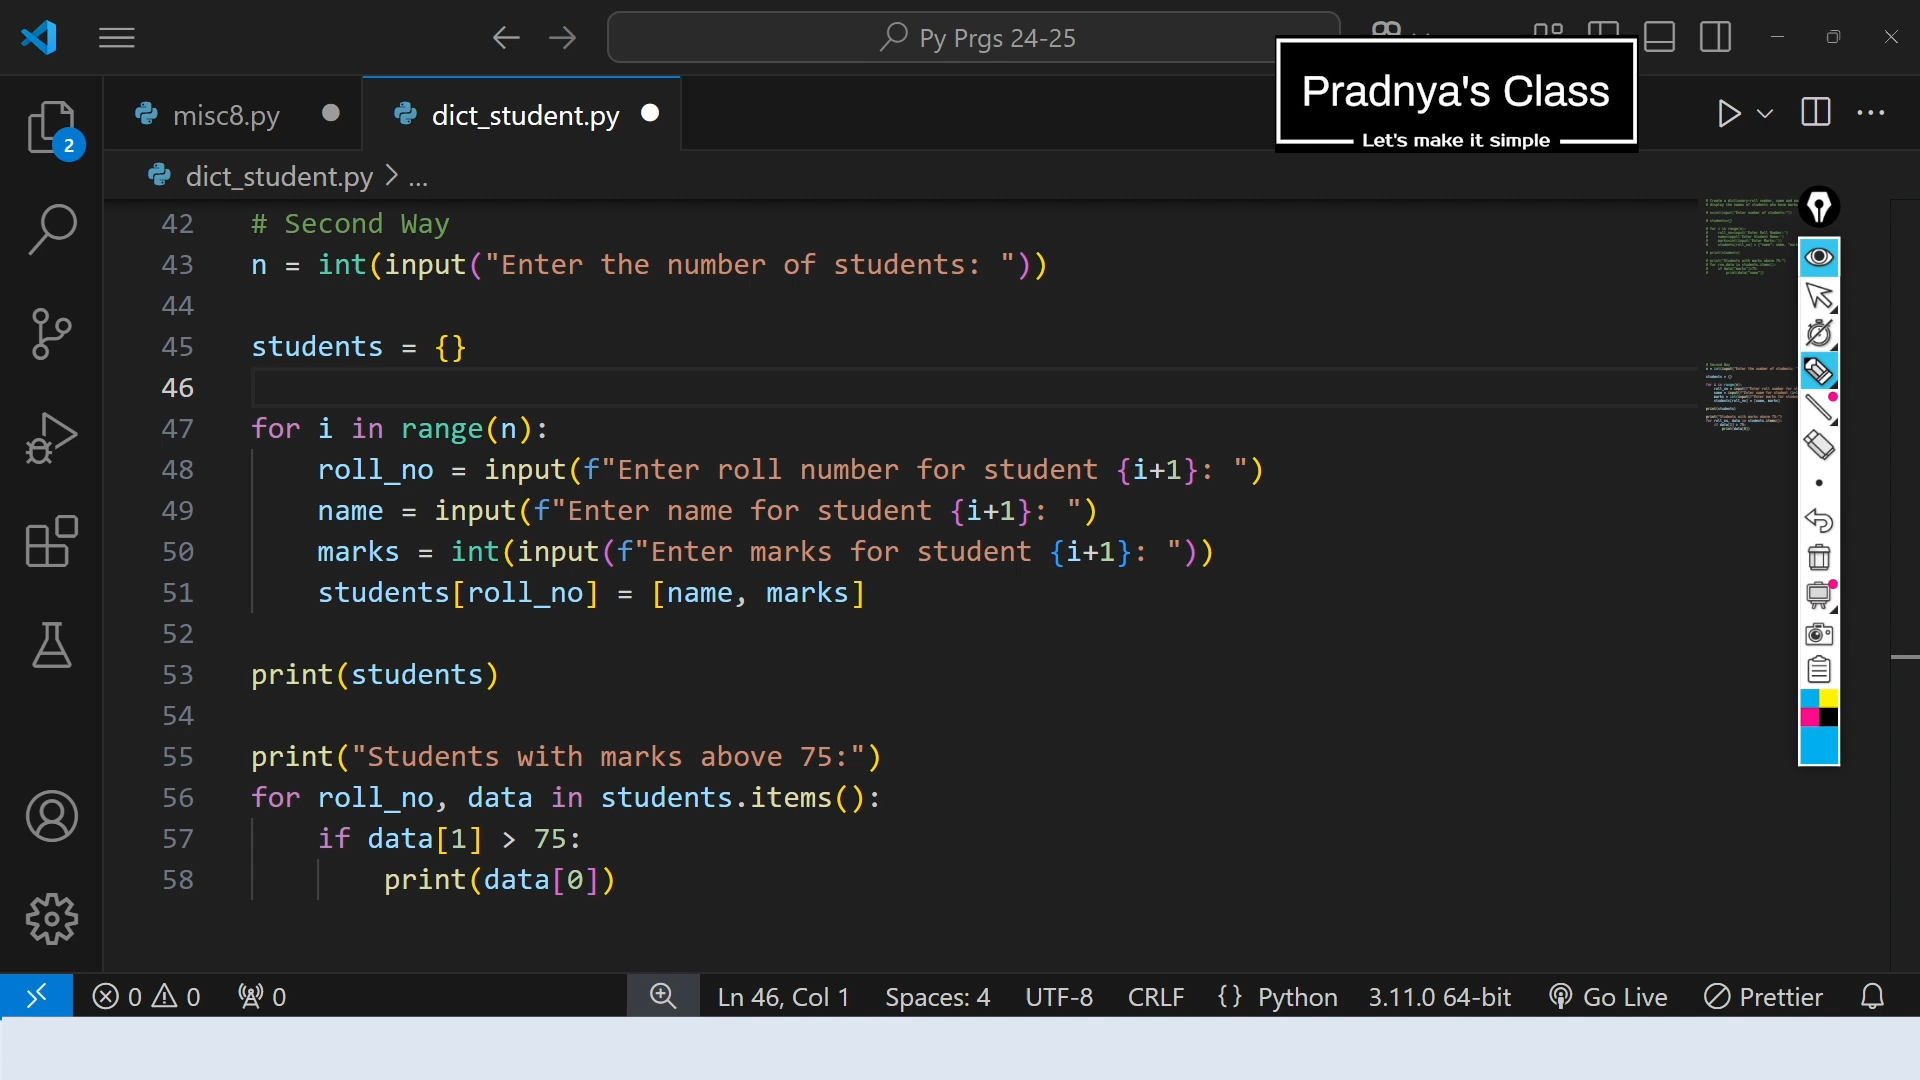 Py Prgs 24-25
Pradnya's Class
Let's make it simple
2
misc8.py
dict_student.py
dict_student.py > ...
42 # Second Way
43 n = int(input("Enter the number of students: "))
44
45 students = {}
46
47 for i in range(n):
48     roll_no = input(f"Enter roll number for student {i+1}: ")
49     name = input(f"Enter name for student {i+1}: ")
50     marks = int(input(f"Enter marks for student {i+1}: "))
51     students[roll_no] = [name, marks]
52
53 print(students)
54
55 print("Students with marks above 75:")
56 for roll_no, data in students.items():
57     if data[1] > 75:
58         print(data[0])
0 0 0 Ln 46, Col 1 Spaces: 4 UTF-8 CRLF {} Python 3.11.0 64-bit Go Live Prettier